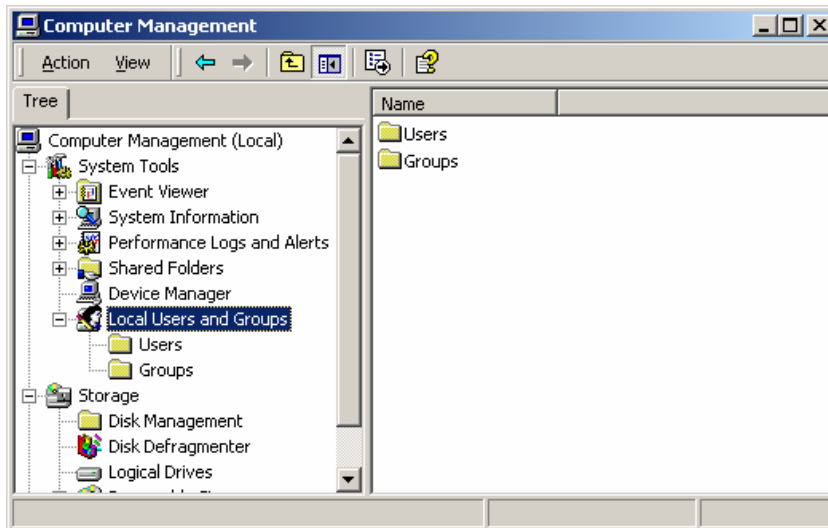 Computer Management
Action View
Tree
Name
Computer Management (Local)
System Tools
Event Viewer
System Information
Performance Logs and Alerts
Shared Folders
Device Manager
Local Users and Groups
Users
Groups
Storage
Disk Management
Disk Defragmenter
Logical Drives
Users
Groups